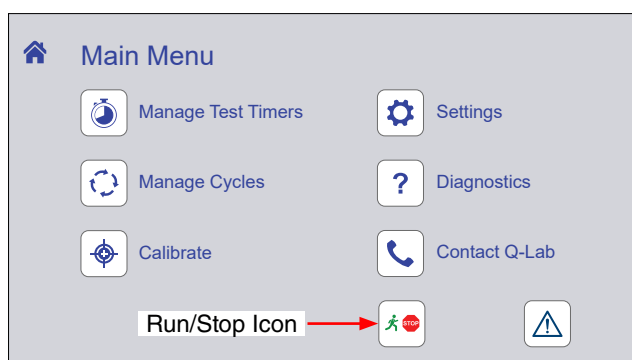 Main Menu
Manage Test Timers
Settings
Manage Cycles
?
Diagnostics
Calibrate
Contact Q-Lab
Run/Stop Icon
STOP